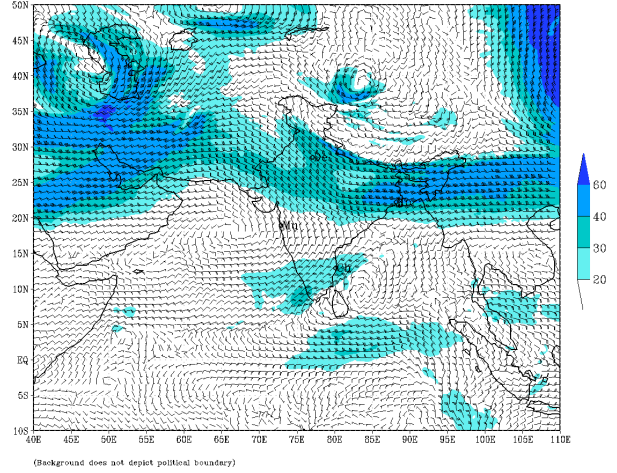 50N
45N
40N
35N
30N
25N
20N
15N
10N
5N
EQ
5S
10S
40E 45E 50E 55E 60E 65E 70E 75E 80E 85E 90E 95E 100E 105E 110E
60
40
30
20
Mu
(Background does not depict political boundary)